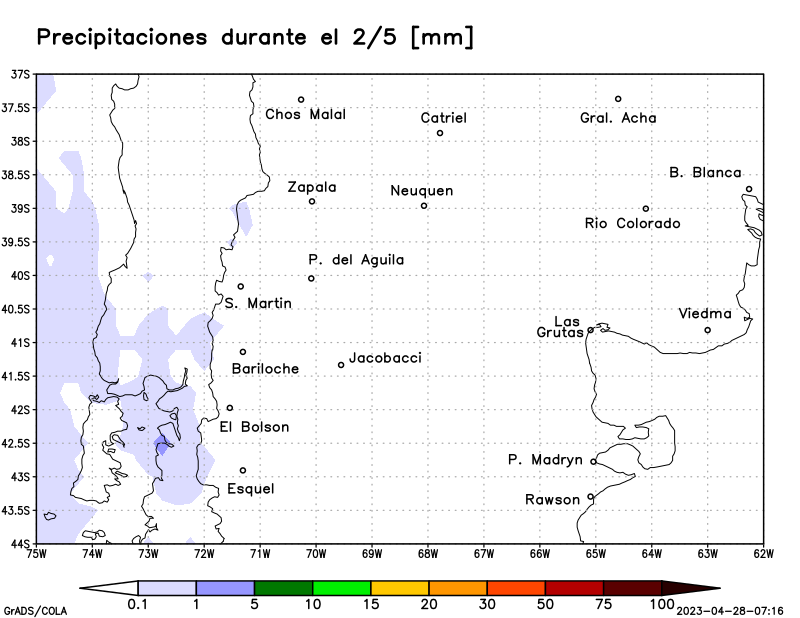 Precipitaciones durante el 2/5 [mm]
37S
37.5S
38S
38.5S
39S
39.5S
40S
40.5S
41S
41.5S
42S
42.5S
43S
43.5S
44S
Chos Malal
Catriel
Gral. Acha
B. Blanca
Zapala
Neuquen
Rio Colorado
P. del Aguila
S. Martin
Viedma
Las
Grutas
Jacobacci
Bariloche
El Bolson
P. Madryn
Esquel
Rawson
75W 74W 73W 72W 71W 70W 69W 68W 67W 66W 65W 64W 63W 62W
0.1 1 5 10 15 20 30 50 75 100
GrADS/COLA
2023-04-28-07:16